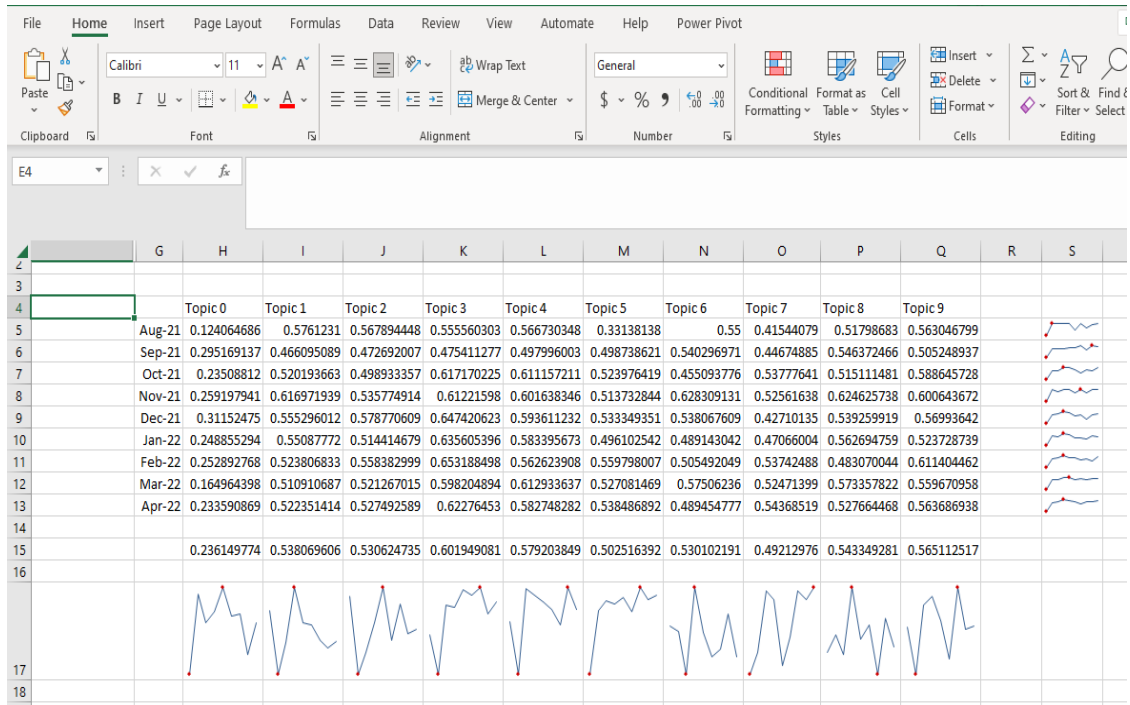 File Home Insert Page Layout Formulas Data Review View Automate Help Power Pivot
Calibri 11 A^ A˅ ab Wrap Text General Insert
Paste Conditional Format as Cell Delete Sort & Find &
B I U A Merge & Center $ % 9 .00 .00 Formatting Table Styles Format Filter Select
Clipboard Font Alignment Number Styles Cells Editing
E4 fx
G H I J K L M N O P Q R S
2
3
4 Topic 0 Topic 1 Topic 2 Topic 3 Topic 4 Topic 5 Topic 6 Topic 7 Topic 8 Topic 9
5 Aug-21 0.124064686 0.5761231 0.567894448 0.555560303 0.566730348 0.33138138 0.55 0.41544079 0.51798683 0.563046799
6 Sep-21 0.295169137 0.466095089 0.472692007 0.475411277 0.497996003 0.498738621 0.540296971 0.44674885 0.546372466 0.505248937
7 Oct-21 0.23508812 0.520193663 0.498933357 0.617170225 0.611157211 0.523976419 0.455093776 0.53777641 0.515111481 0.588645728
8 Nov-21 0.259197941 0.616971939 0.535774914 0.61221598 0.601638346 0.513732844 0.628309131 0.52561638 0.624625738 0.600643672
9 Dec-21 0.31152475 0.555296012 0.578770609 0.647420623 0.593611232 0.533349351 0.538067609 0.42710135 0.539259919 0.56993642
10 Jan-22 0.248855294 0.55087772 0.514414679 0.635605396 0.583395673 0.496102542 0.489143042 0.47066004 0.562694759 0.523728739
11 Feb-22 0.252892768 0.523806833 0.558382999 0.653188498 0.562623908 0.559798007 0.505492049 0.53742488 0.483070044 0.611404462
12 Mar-22 0.164964398 0.510910687 0.521267015 0.598204894 0.612933637 0.527081469 0.57506236 0.52471399 0.573357822 0.559670958
13 Apr-22 0.233590869 0.522351414 0.527492589 0.62276453 0.582748282 0.538486892 0.489454777 0.54368519 0.527664468 0.563686938
14
15 0.236149774 0.538069606 0.530624735 0.601949081 0.579203849 0.502516392 0.530102191 0.49212976 0.543349281 0.565112517
16
17
18